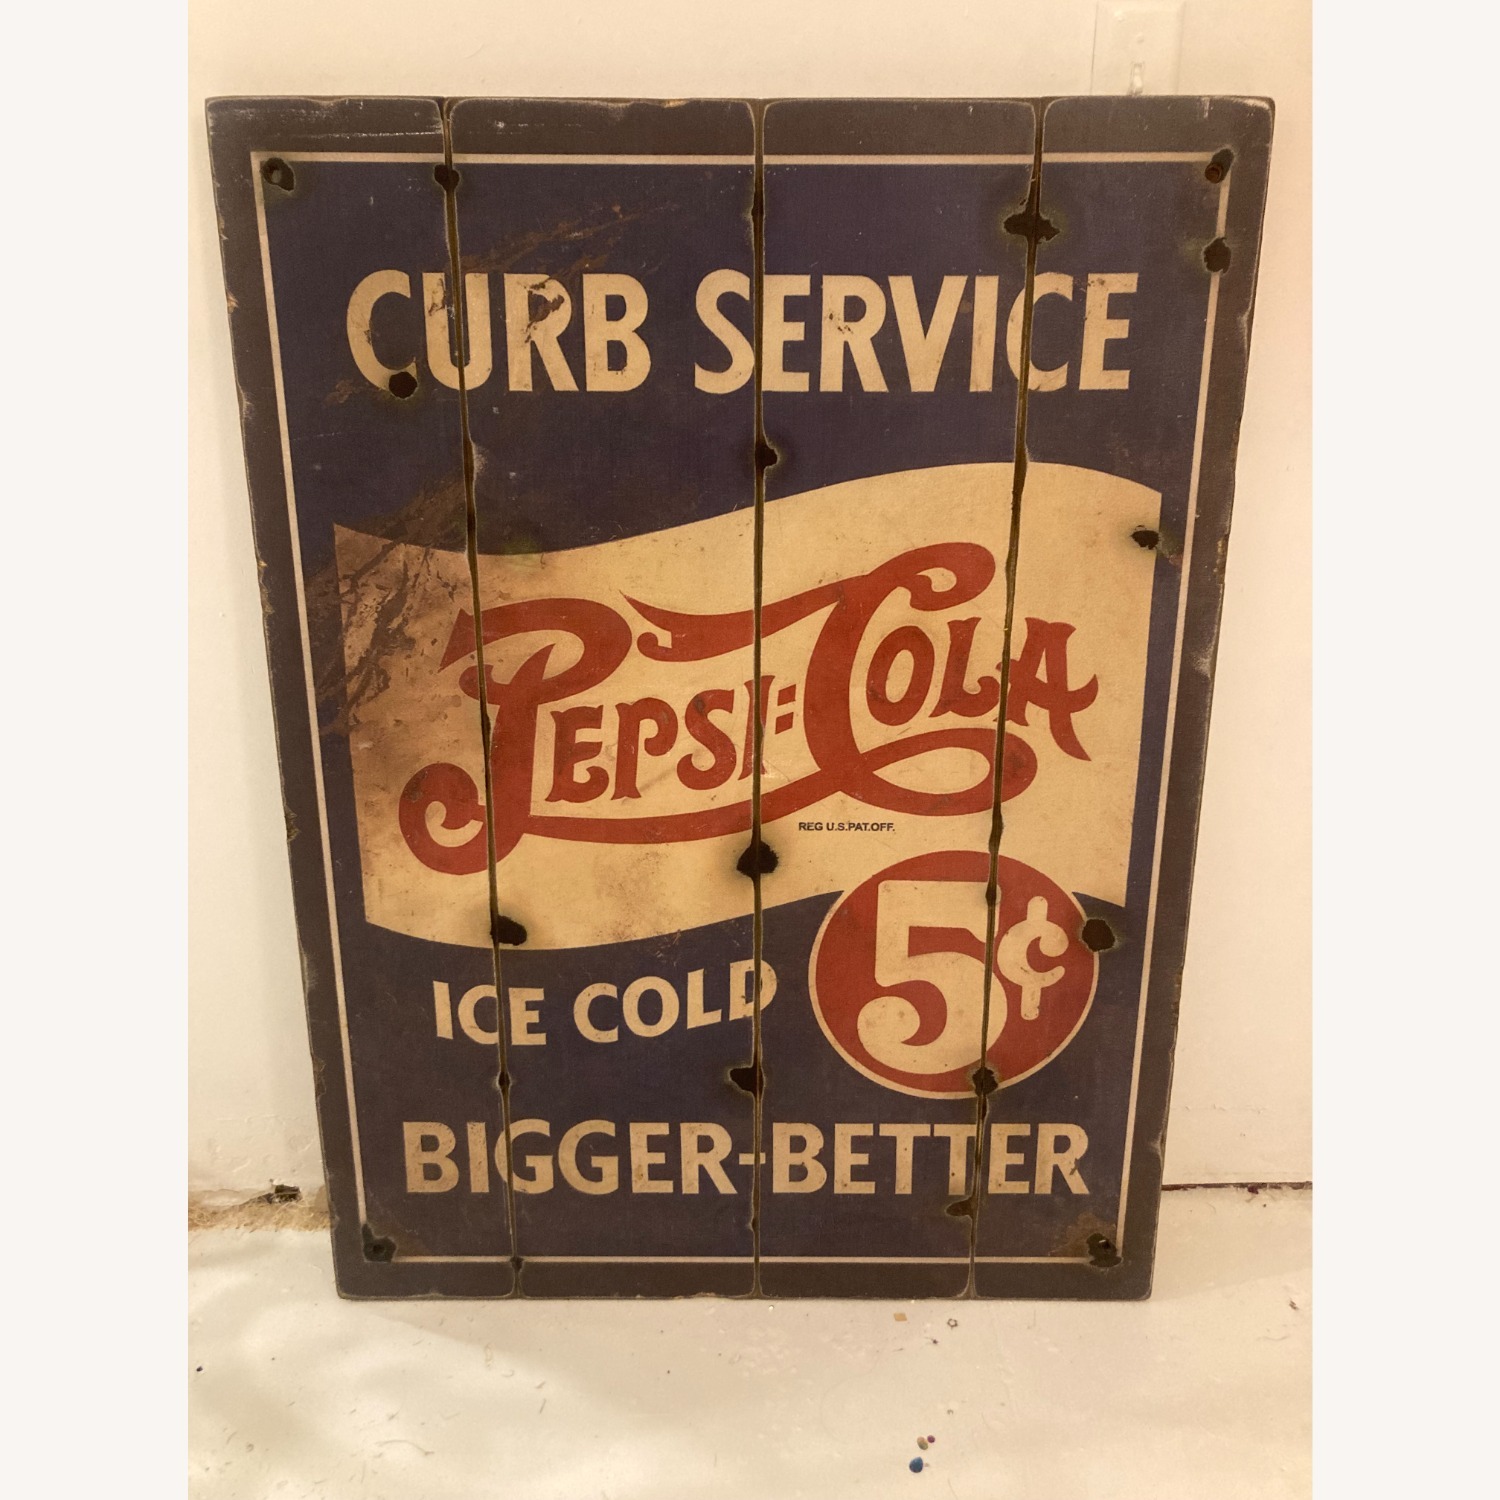 CURB SERVICE
PEPSI=COLA
REG U.S.PAT.OFF.
5¢
ICE COLD
BIGGER-BETTER